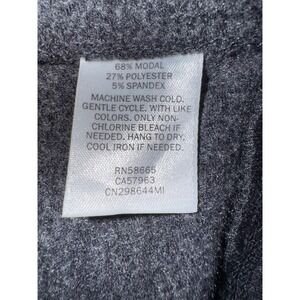 68% MODAL
27% POLYESTER
5% SPANDEX
MACHINE WASH COLD.
GENTLE CYCLE. WITH LIKE
COLORS. ONLY NON-
CHLORINE BLEACH IF
NEEDED. HANG TO DRY.
COOL IRON IF NEEDED.
RN58665
CA57963
CN298644MI